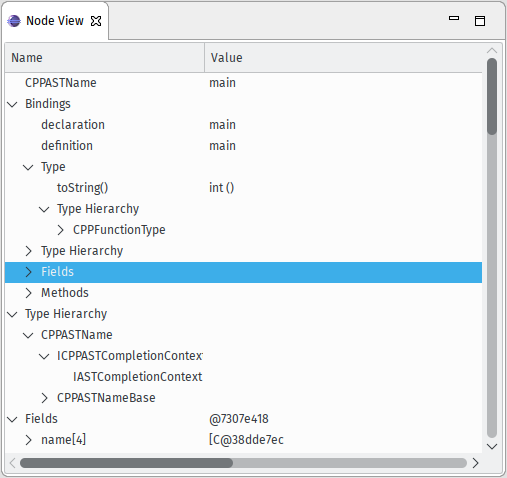 Node View
Name Value
CPPASTName main
Bindings
declaration main
definition main
Type
toString() int ()
Type Hierarchy
CPPFunctionType
Type Hierarchy
Fields
Methods
Type Hierarchy
CPPASTName
ICPPASTCompletionContex
IASTCompletionContext
CPPASTNameBase
Fields @7307e418
name[4] [C@38dde7ec